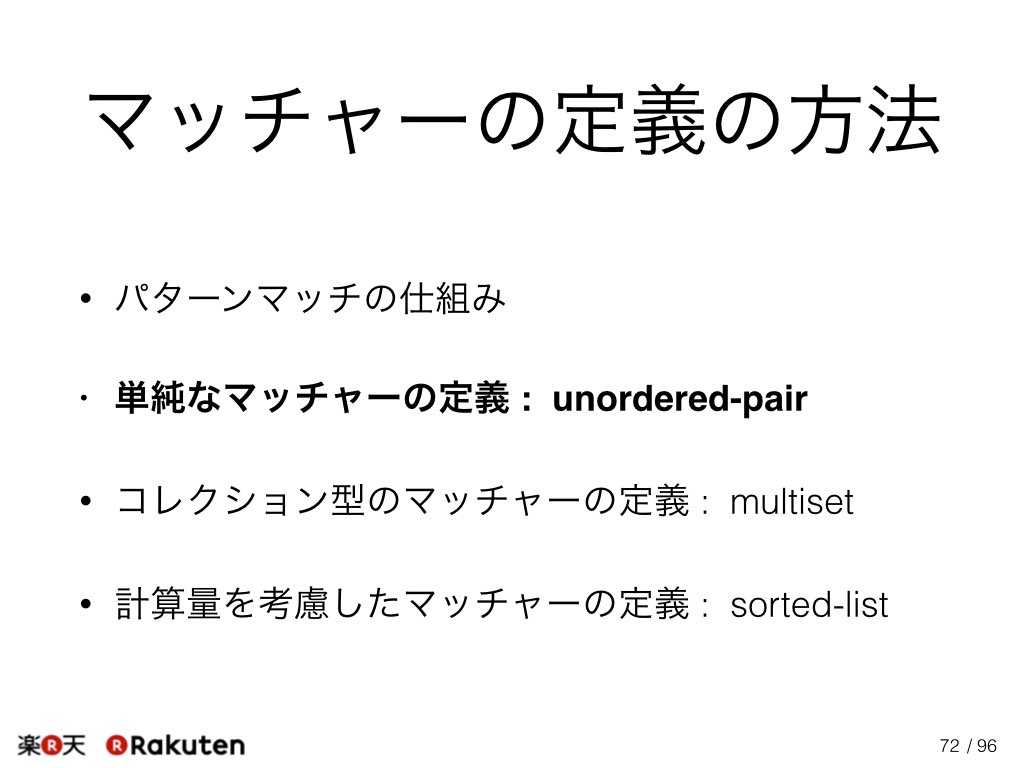 マッチャーの定義の方法
• パターンマッチの仕組み
• 単純なマッチャーの定義： unordered-pair
• コレクション型のマッチャーの定義： multiset
• 計算量を考慮したマッチャーの定義： sorted-list
楽R天 R Rakuten
72 / 96